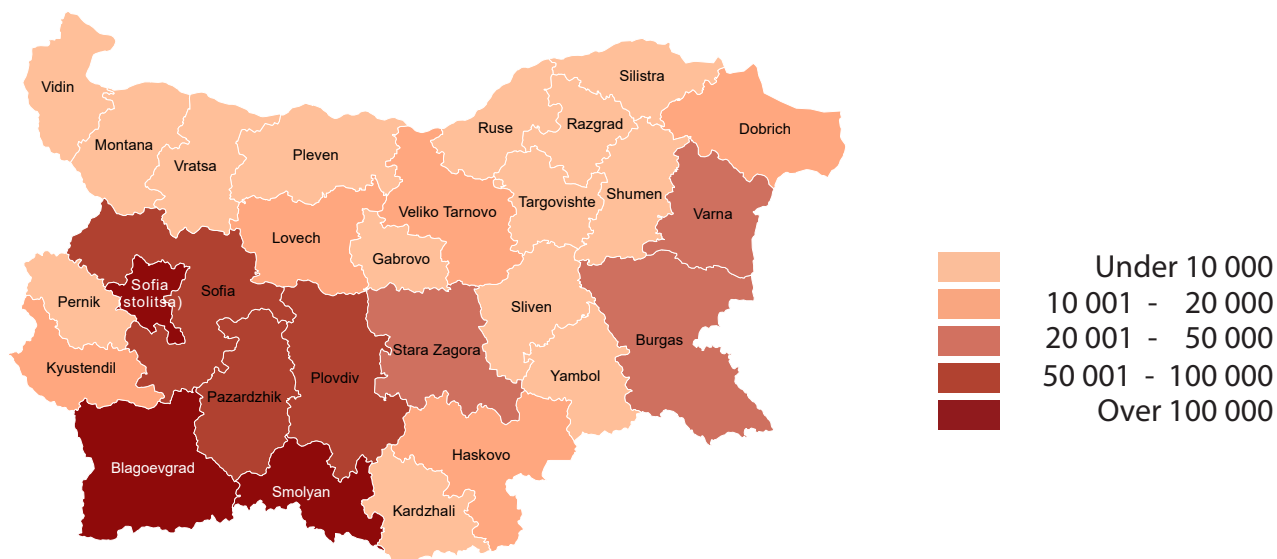 Vidin
Silistra
Montana
Vratsa
Pleven
Ruse
Razgrad
Dobrich
Lovech
Veliko Tarnovo
Targovishte
Shumen
Varna
Gabrovo
Pernik
Sofia
(stolitsa)
Sofia
Sliven
Kyustendil
Pazardzhik
Plovdiv
Stara Zagora
Yambol
Burgas
Blagoevgrad
Smolyan
Haskovo
Kardzhali
Under 10 000
10 001 - 20 000
20 001 - 50 000
50 001 - 100 000
Over 100 000